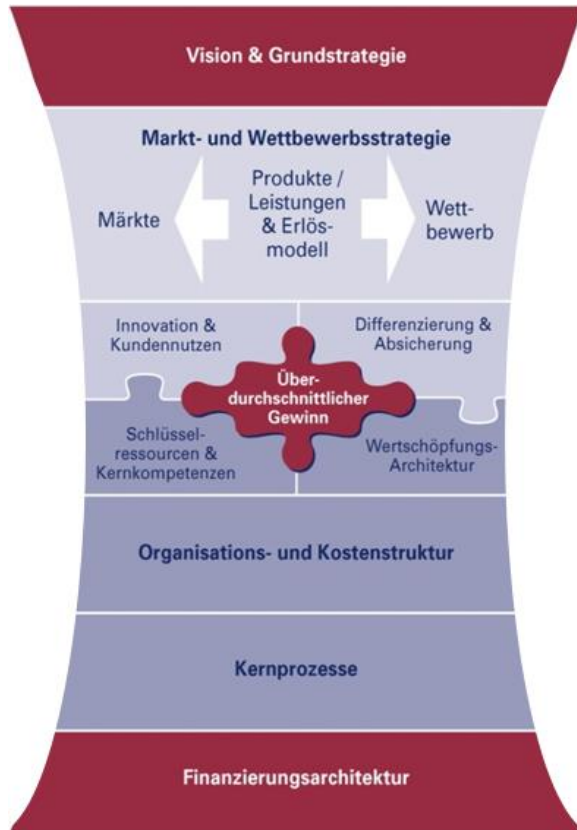 Vision & Grundstrategie
Markt- und Wettbewerbsstrategie
Märkte
Produkte /
Leistungen
& Erlös-
modell
Wett-
bewerb
Innovation &
Kundennutzen
Differenzierung &
Absicherung
Über-
durchschnittlicher
Gewinn
Schlüssel-
ressourcen &
Kernkompetenzen
Wertschöpfungs-
Architektur
Organisations- und Kostenstruktur
Kernprozesse
Finanzierungsarchitektur